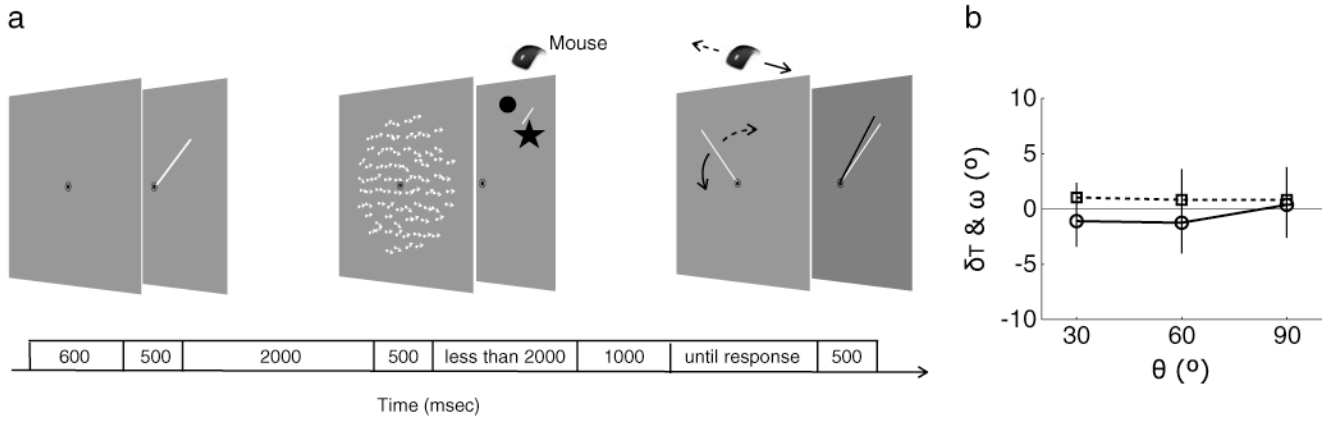 a
Mouse
600 500 2000 500 less than 2000 1000 until response 500
Time (msec)
b
10
5
0
-5
-10
δT & ω (º)
30 60 90
θ (º)